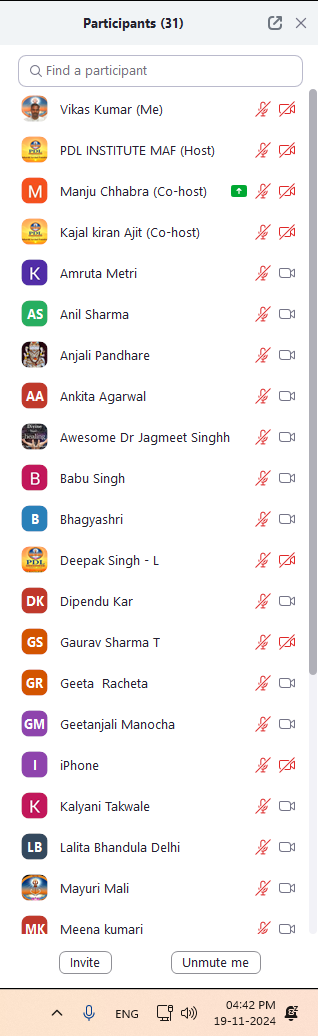 Participants (31)
Find a participant
Vikas Kumar (Me)
PDL INSTITUTE MAF (Host)
M Manju Chhabra (Co-host)
Kajal kiran Ajit (Co-host)
K Amruta Metri
AS Anil Sharma
Anjali Pandhare
AA Ankita Agarwal
Awesome Dr Jagmeet Singhh
B Babu Singh
B Bhagyashri
PDL Deepak Singh - L
DK Dipendu Kar
GS Gaurav Sharma T
GR Geeta  Racheta
GM Geetanjali Manocha
I iPhone
K Kalyani Takwale
LB Lalita Bhandula Delhi
Mayuri Mali
MK Meena kumari
Invite Unmute me
ENG 04:42 PM
19-11-2024